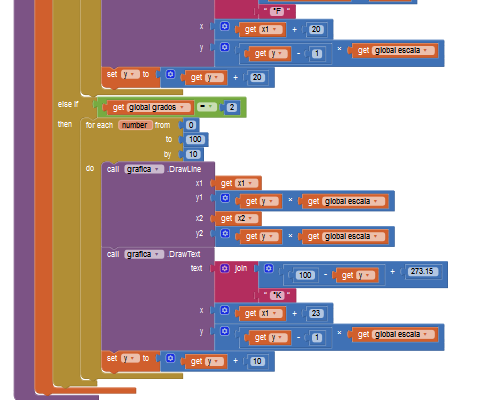 " °F "
x get x1 + 20
y get y - 1 × get global escala
set y to get y + 20
else if get global grados = 2
then for each number from 0
to 100
by 10
do call grafica .DrawLine
x1 get x1
y1 get y × get global escala
x2 get x2
y2 get y × get global escala
call grafica .DrawText
text join 100 - get y + 273.15
" °K "
x get x1 + 23
y get y - 1 × get global escala
set y to get y + 10